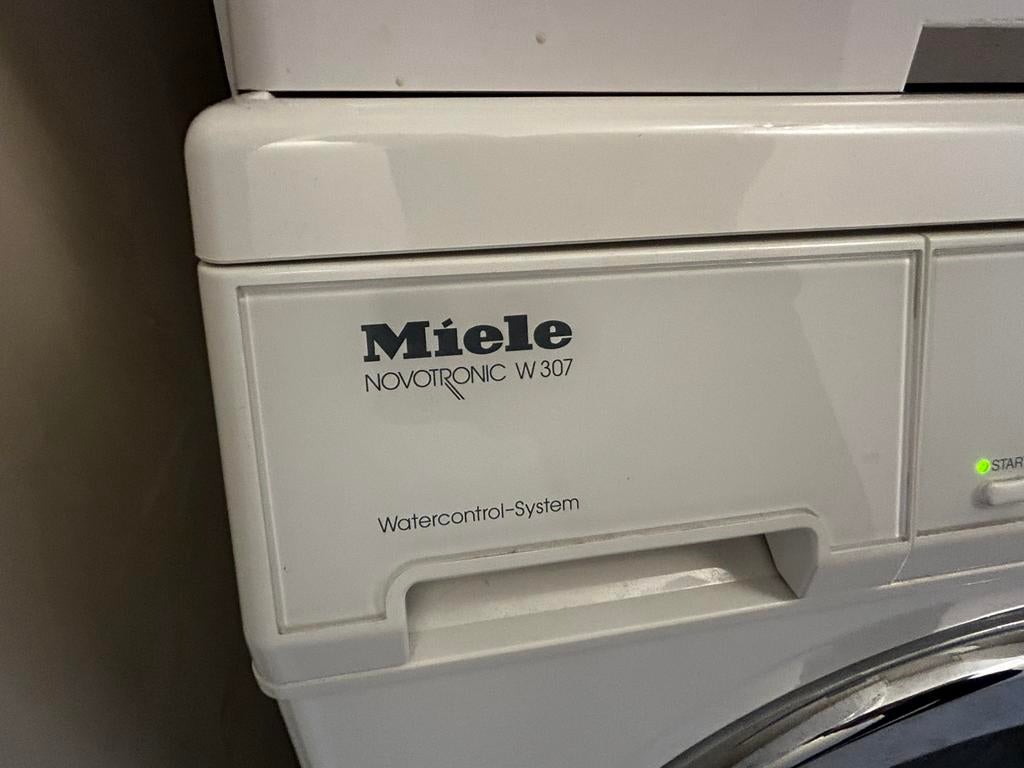 Miele
NOVOTRONIC W 307
START
Watercontrol-System